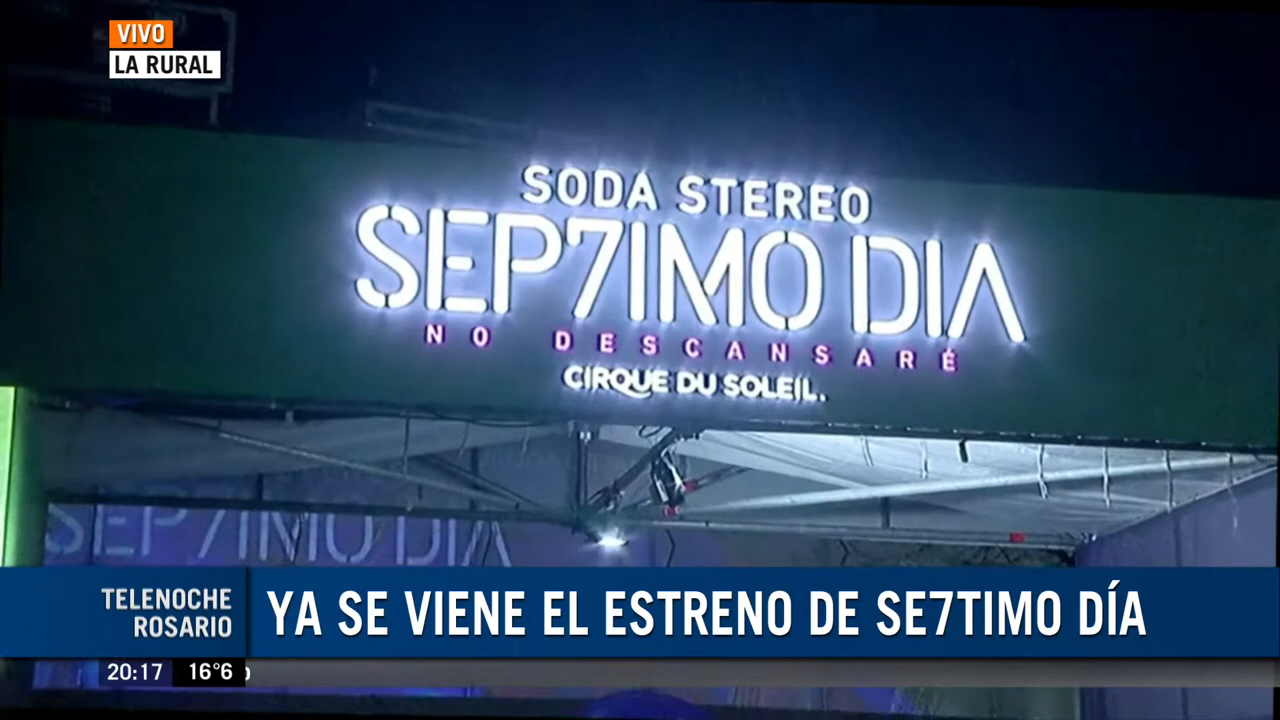 VIVO
LA RURAL
SODA STEREO
SEP7IMO DIA
NO DESCANSARÉ
CIRQUE DU SOLEIL.
SEP7IMO DIA
TELENOCHE
ROSARIO
YA SE VIENE EL ESTRENO DE SE7TIMO DÍA
20:17 16°6